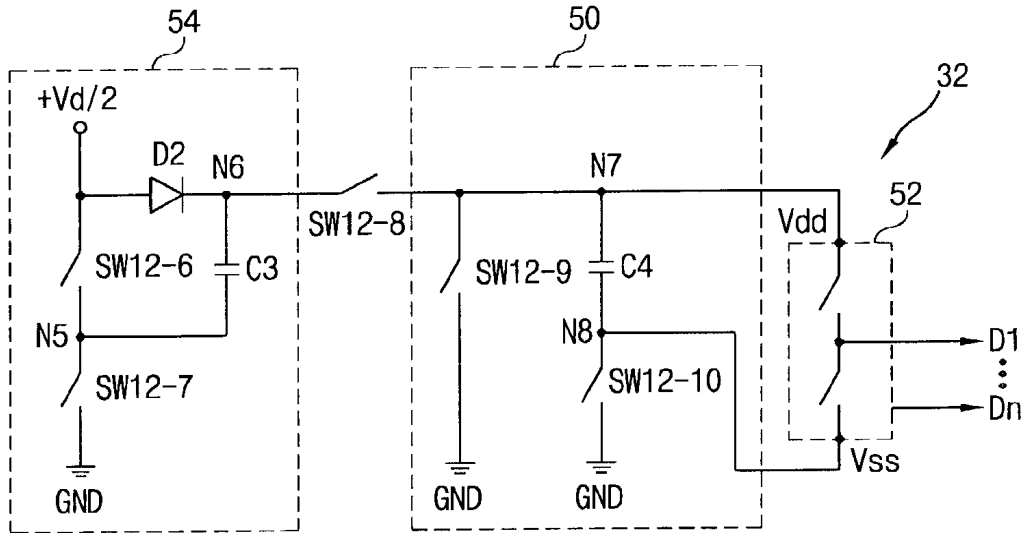 54
50
32
+Vd/2
D2
N6
N7
SW12-8
Vdd
52
SW12-6
C3
SW12-9
C4
N5
N8
D1
SW12-7
SW12-10
Dn
Vss
GND
GND
GND